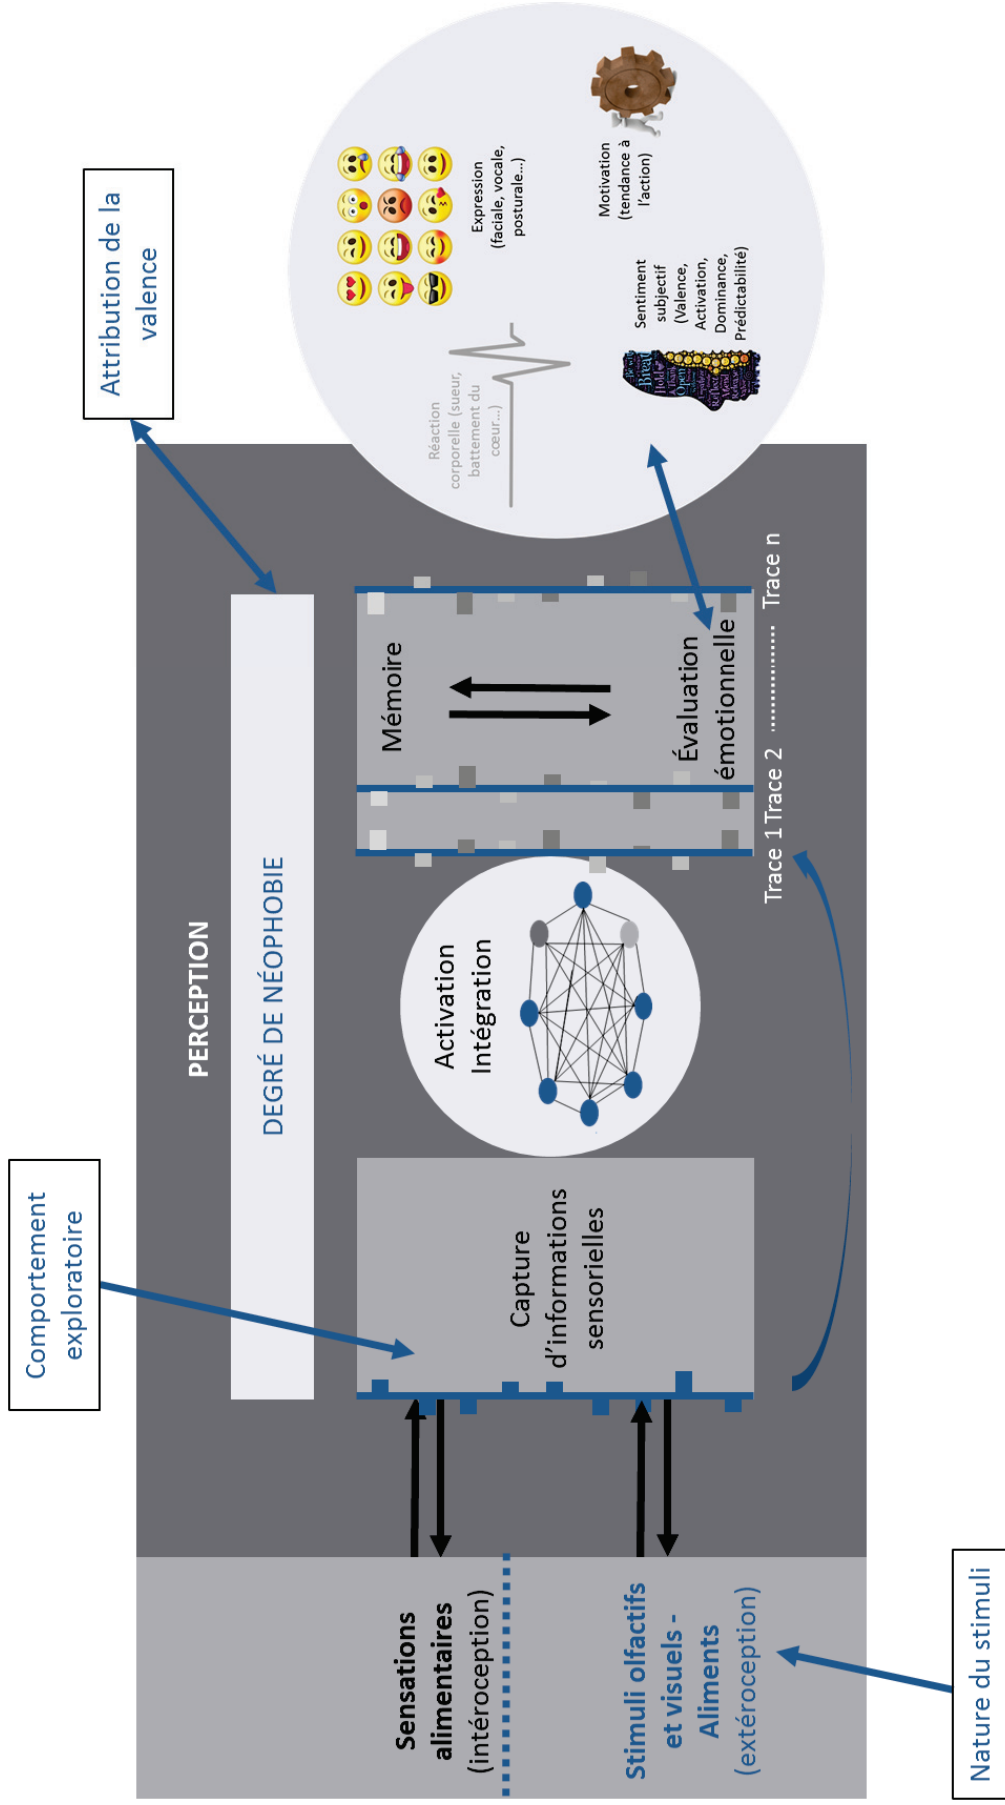 Comportement
exploratoire
Attribution de la
valence
PERCEPTION
DEGRÉ DE NÉOPHOBIE
Sensations
alimentaires
(intéroception)
Stimuli olfactifs
et visuels -
Aliments
(extéroception)
Nature du stimuli
Capture
d’informations
sensorielles
Activation
Intégration
Mémoire
Évaluation
émotionnelle
Trace 1 Trace 2 ............... Trace n
Réaction
corporelle (sueur,
battement du
cœur...)
Expression
(faciale, vocale,
posturale...)
Sentiment
subjectif
(Valence,
Activation,
Dominance,
Prédictabilité)
Motivation
(tendance à
l’action)